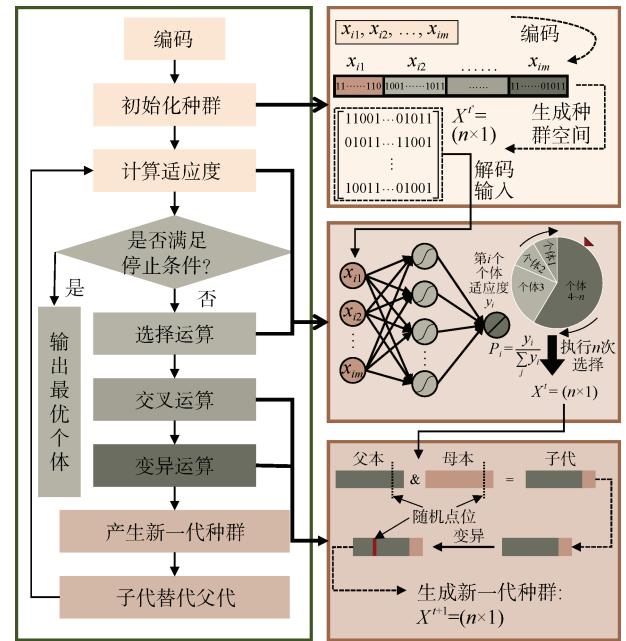 编码
初始化种群
计算适应度
是否满足
停止条件?
是
否
输出最优个体
选择运算
交叉运算
变异运算
产生新一代种群
子代替代父代
x_{i1}, x_{i2}, …, x_{im}
编码
x_{i1} x_{i2} …… x_{im}
11……110 1001……1011 …… 11……01011
11001…01011
01011…11001
⋮
10011…01001
X^{t}=
(n×1)
生成种
群空间
解码
输入
x_{i1}
x_{i2}
⋮
x_{im}
⋮
第i个
个体
适应度
y_i
个体1
个体2
个体3
个体
4~n
P_i = y_i / ∑_j y_i
执行n次
选择
X^t = (n×1)
父本 & 母本 = 子代
随机点位
变异
生成新一代种群:
X^{t+1}=(n×1)